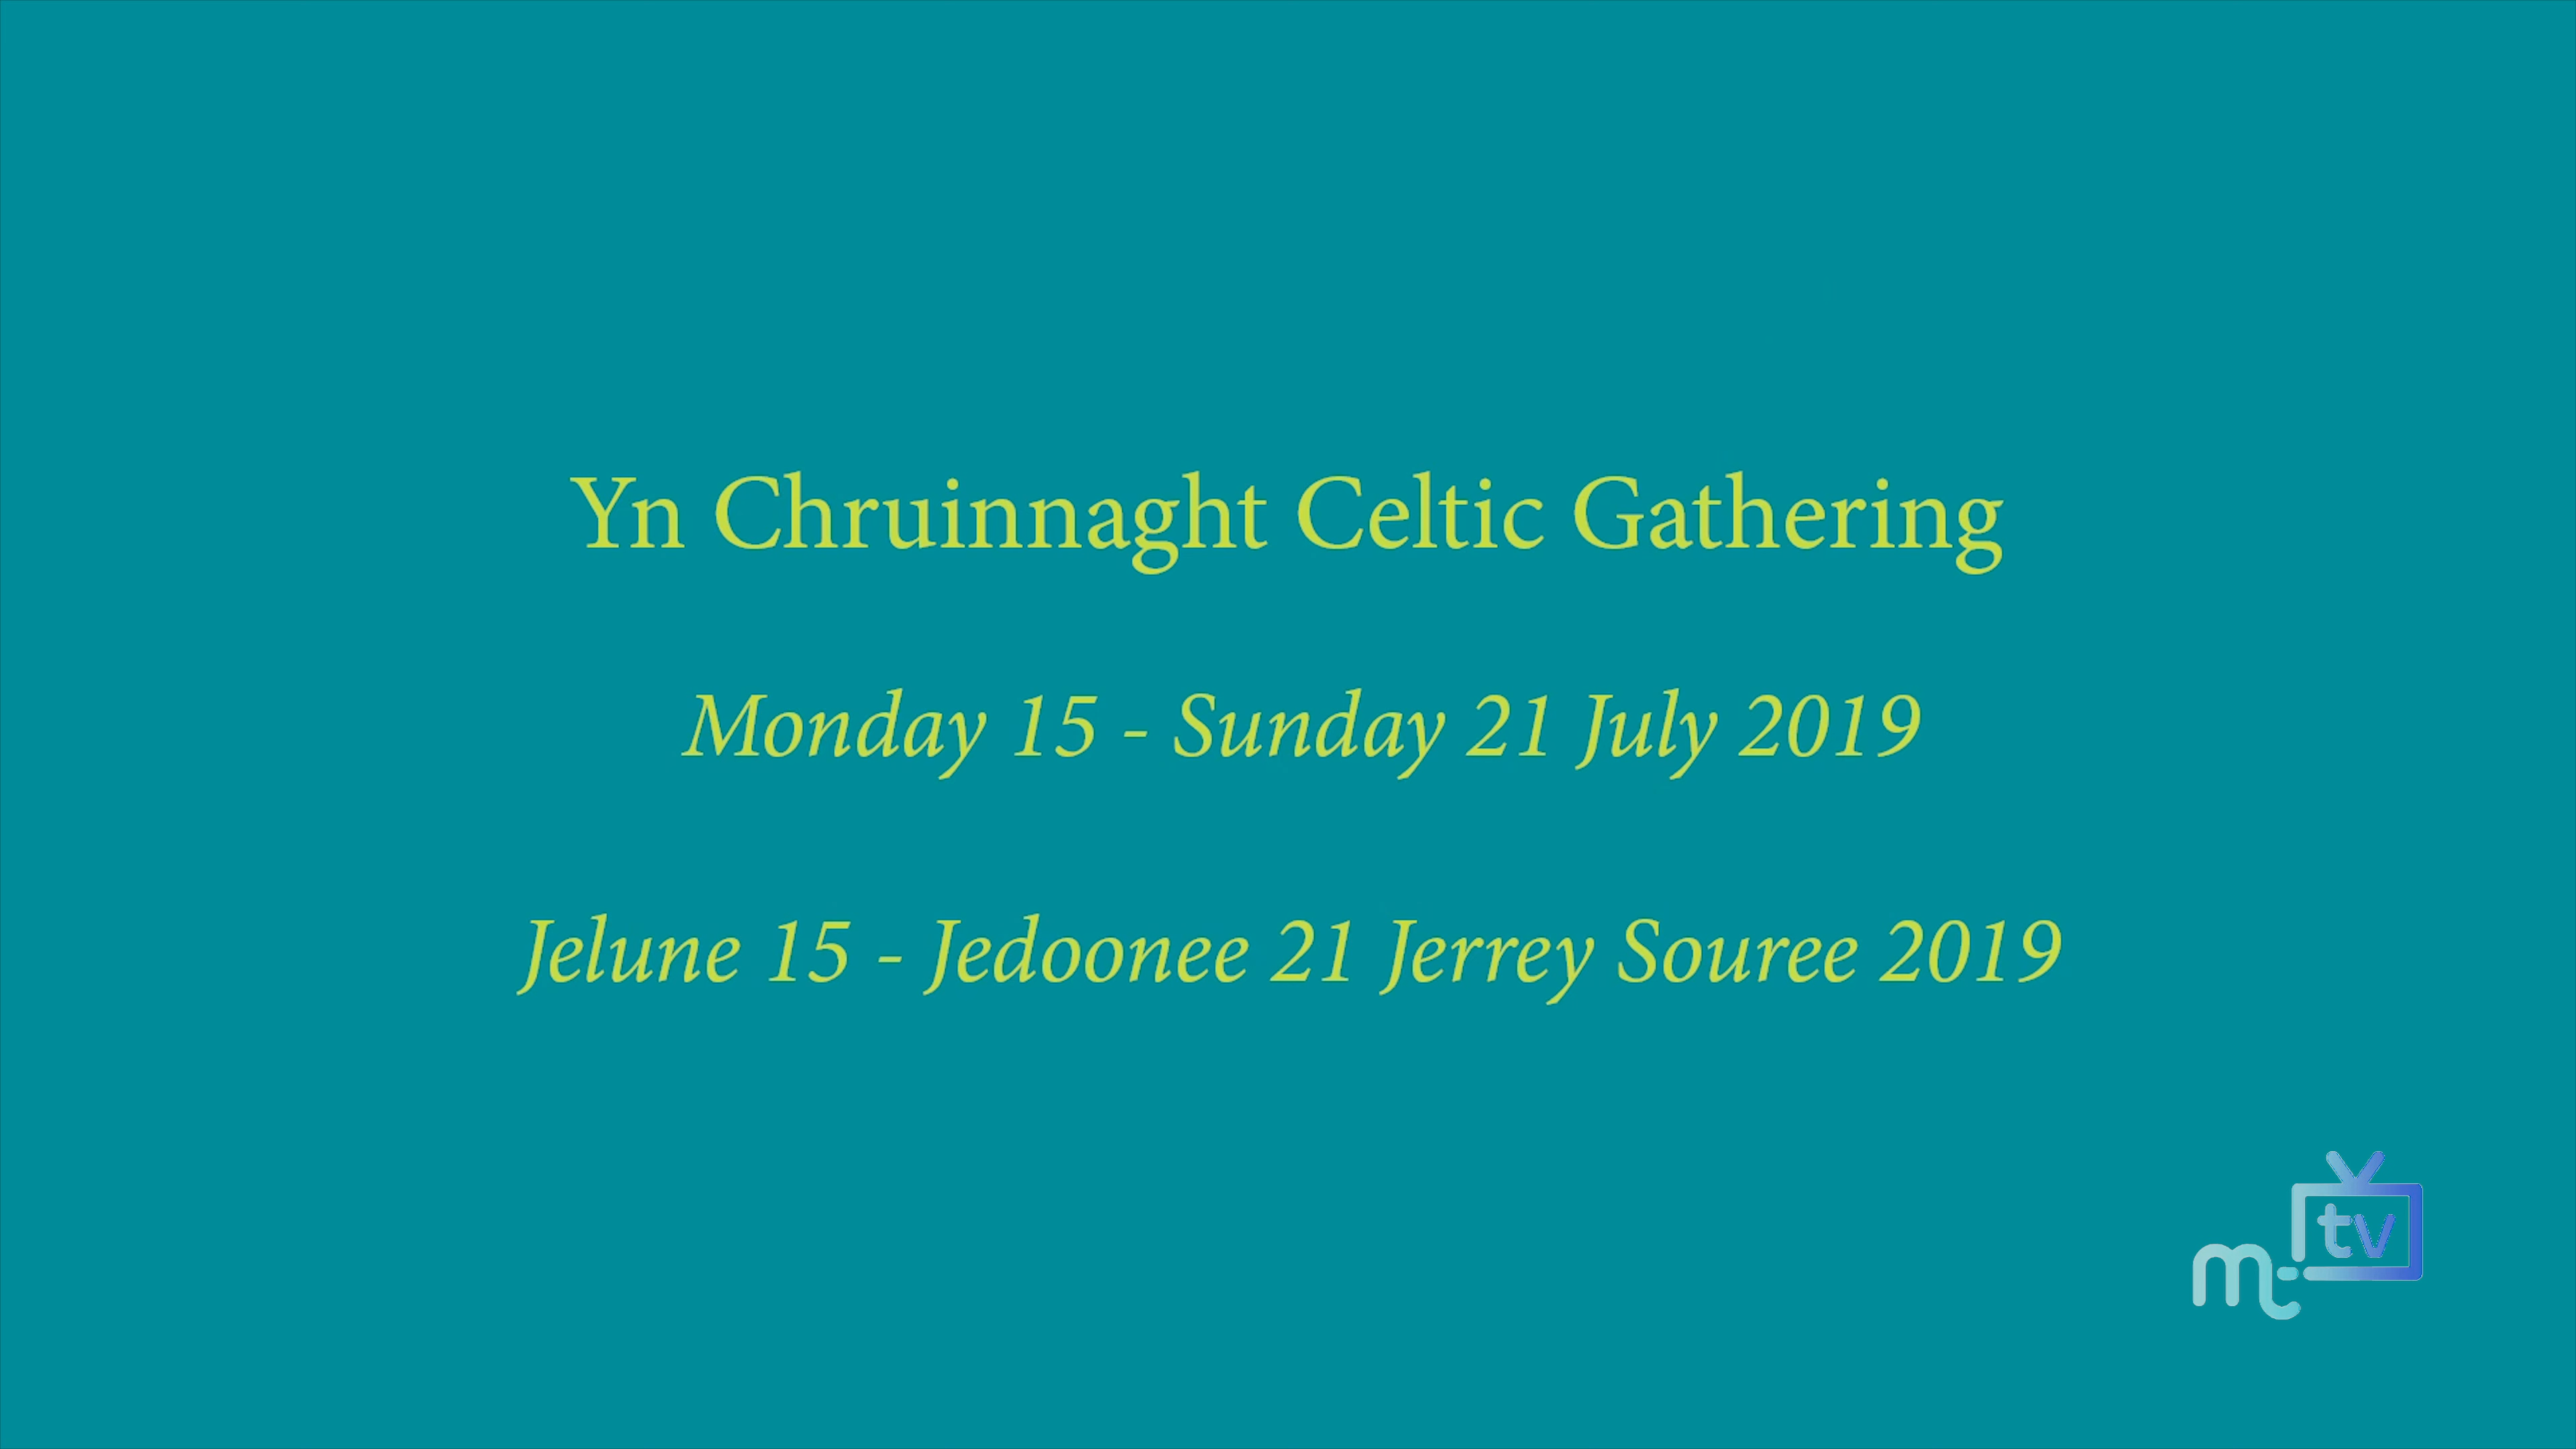 Yn Chruinnaght Celtic Gathering
Monday 15 - Sunday 21 July 2019
Jelune 15 - Jedoonee 21 Jerrey Souree 2019
m tv